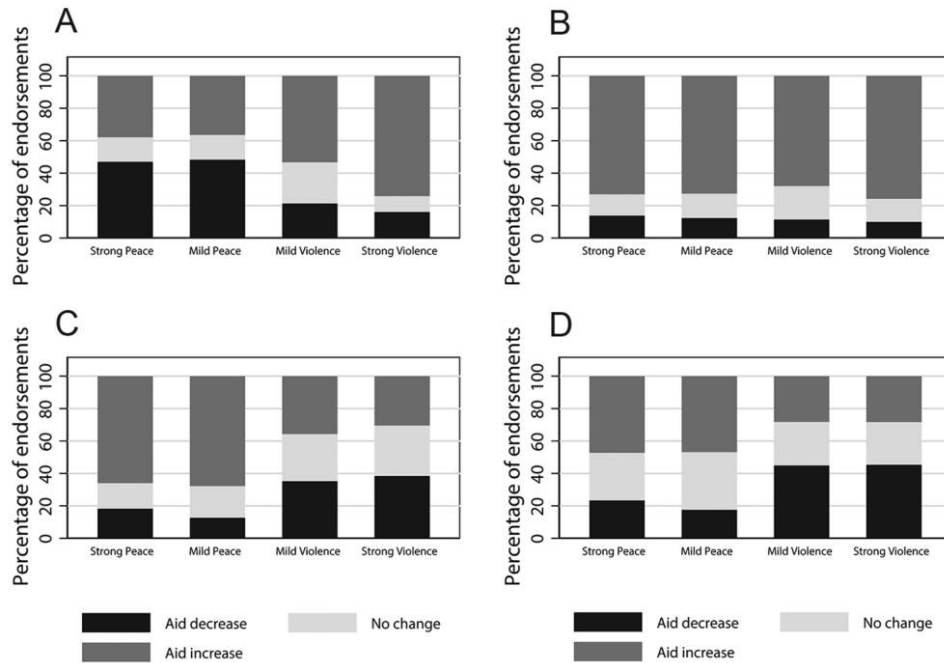 A
Percentage of endorsements
100
80
60
40
20
0
Strong Peace Mild Peace Mild Violence Strong Violence
B
Percentage of endorsements
100
80
60
40
20
0
Strong Peace Mild Peace Mild Violence Strong Violence
C
Percentage of endorsements
100
80
60
40
20
0
Strong Peace Mild Peace Mild Violence Strong Violence
D
Percentage of endorsements
100
80
60
40
20
0
Strong Peace Mild Peace Mild Violence Strong Violence
Aid decrease No change
Aid increase
Aid decrease No change
Aid increase